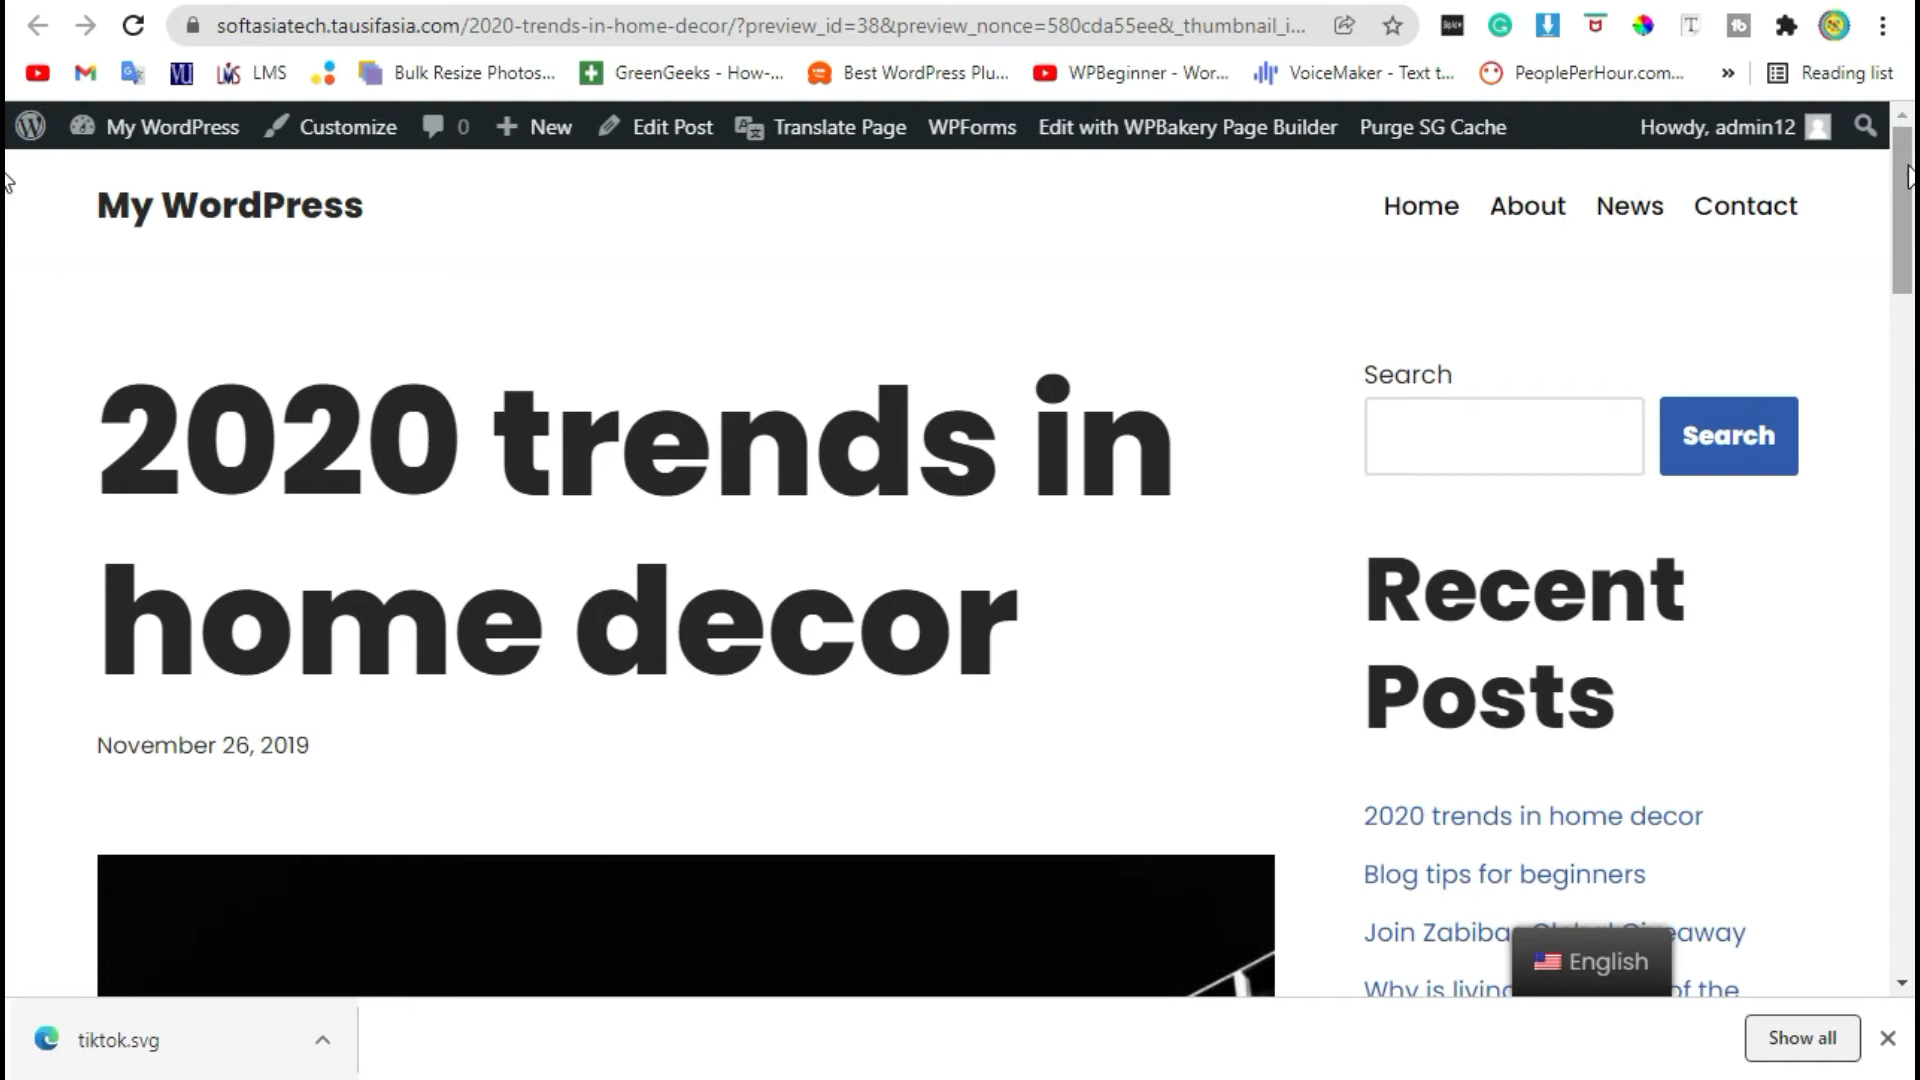 softasiatech.tausifasia.com/2020-trends-in-home-decor/?preview_id=38&preview_nonce=580cda55ee&_thumbnail_i...
VU LMS LMS Bulk Resize Photos... GreenGeeks - How-... Best WordPress Plu... WPBeginner - Wor... VoiceMaker - Text t... PeoplePerHour.com... » Reading list
My WordPress Customize 0 New Edit Post Translate Page WPForms Edit with WPBakery Page Builder Purge SG Cache Howdy, admin12
My WordPress
Home About News Contact
2020 trends in
home decor
November 26, 2019
Search
Search
Recent
Posts
2020 trends in home decor
Blog tips for beginners
Join Zabiba
English
Why is living of the
tiktok.svg
Show all